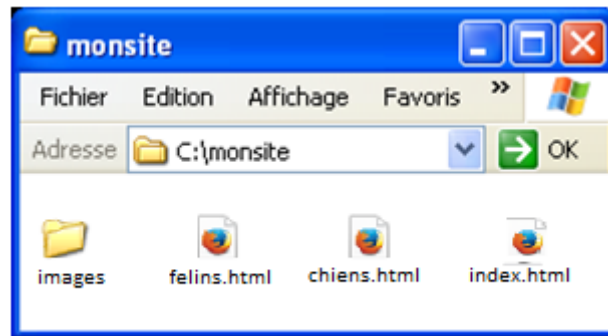 monsite
Fichier Edition Affichage Favoris »
Adresse C:\monsite OK
images felins.html chiens.html index.html